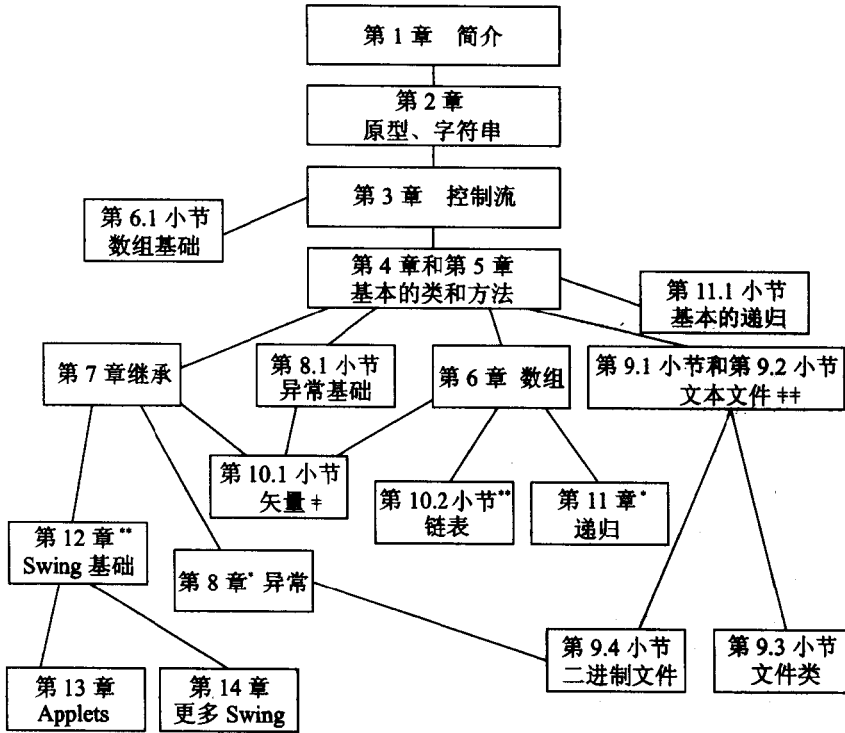 第 1 章 简介
第 2 章
原型、字符串
第 3 章 控制流
第 6.1 小节
数组基础
第 4 章和第 5 章
基本的类和方法
第 11.1 小节
基本的递归
第 7 章继承
第 8.1 小节
异常基础
第 6 章 数组
第 9.1 小节和第 9.2 小节
文本文件 ‡‡
第 10.1 小节
矢量 ‡
第 10.2 小节**
链表
第 11 章*
递归
第 12 章**
Swing 基础
第 8 章* 异常
第 9.4 小节
二进制文件
第 9.3 小节
文件类
第 13 章
Applets
第 14 章
更多 Swing